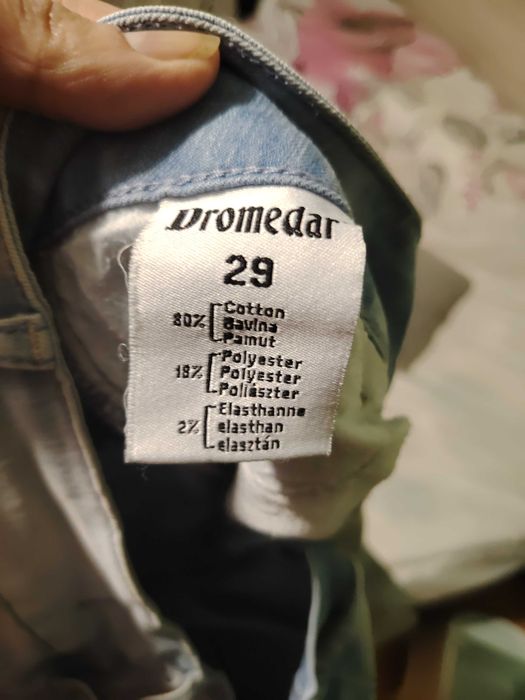 Dromedar
29
80% Cotton
Bavlna
Pamut
18% Polyester
Polyester
Poliészter
2% Elasthanne
elasthan
elasztán